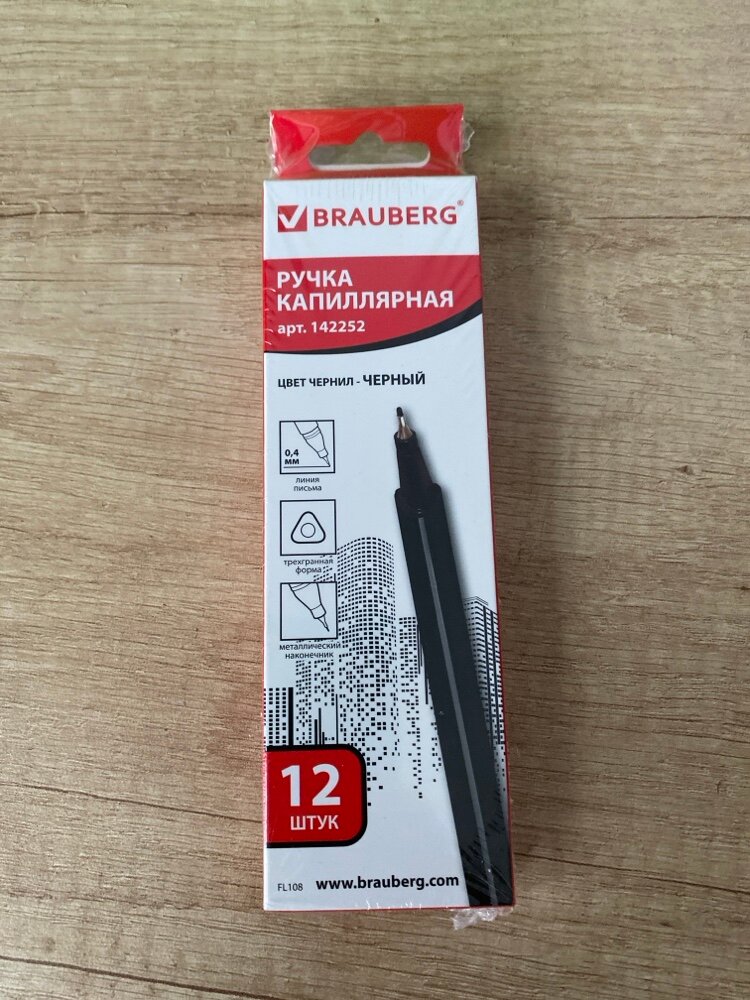 BRAUBERG®
РУЧКА
КАПИЛЛЯРНАЯ
арт. 142252
ЦВЕТ ЧЕРНИЛ - ЧЕРНЫЙ
0,4
мм
линия
письма
трехгранная
форма
металлический
наконечник
12
ШТУК
FL108 www.brauberg.com